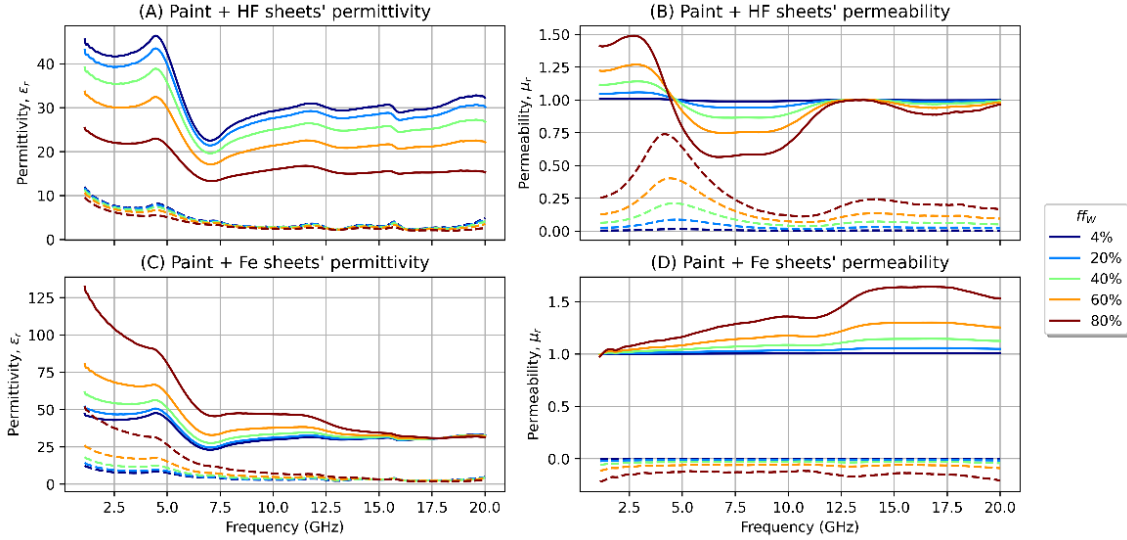 (A) Paint + HF sheets' permittivity
(B) Paint + HF sheets' permeability
Permittivity, εr
40
30
20
10
0
Permeability, μr
1.50
1.25
1.00
0.75
0.50
0.25
0.00
ffW
4%
20%
40%
60%
80%
(C) Paint + Fe sheets' permittivity
(D) Paint + Fe sheets' permeability
Permittivity, εr
125
100
75
50
25
0
Permeability, μr
1.5
1.0
0.0
2.5 5.0 7.5 10.0 12.5 15.0 17.5 20.0
2.5 5.0 7.5 10.0 12.5 15.0 17.5 20.0
Frequency (GHz)
Frequency (GHz)